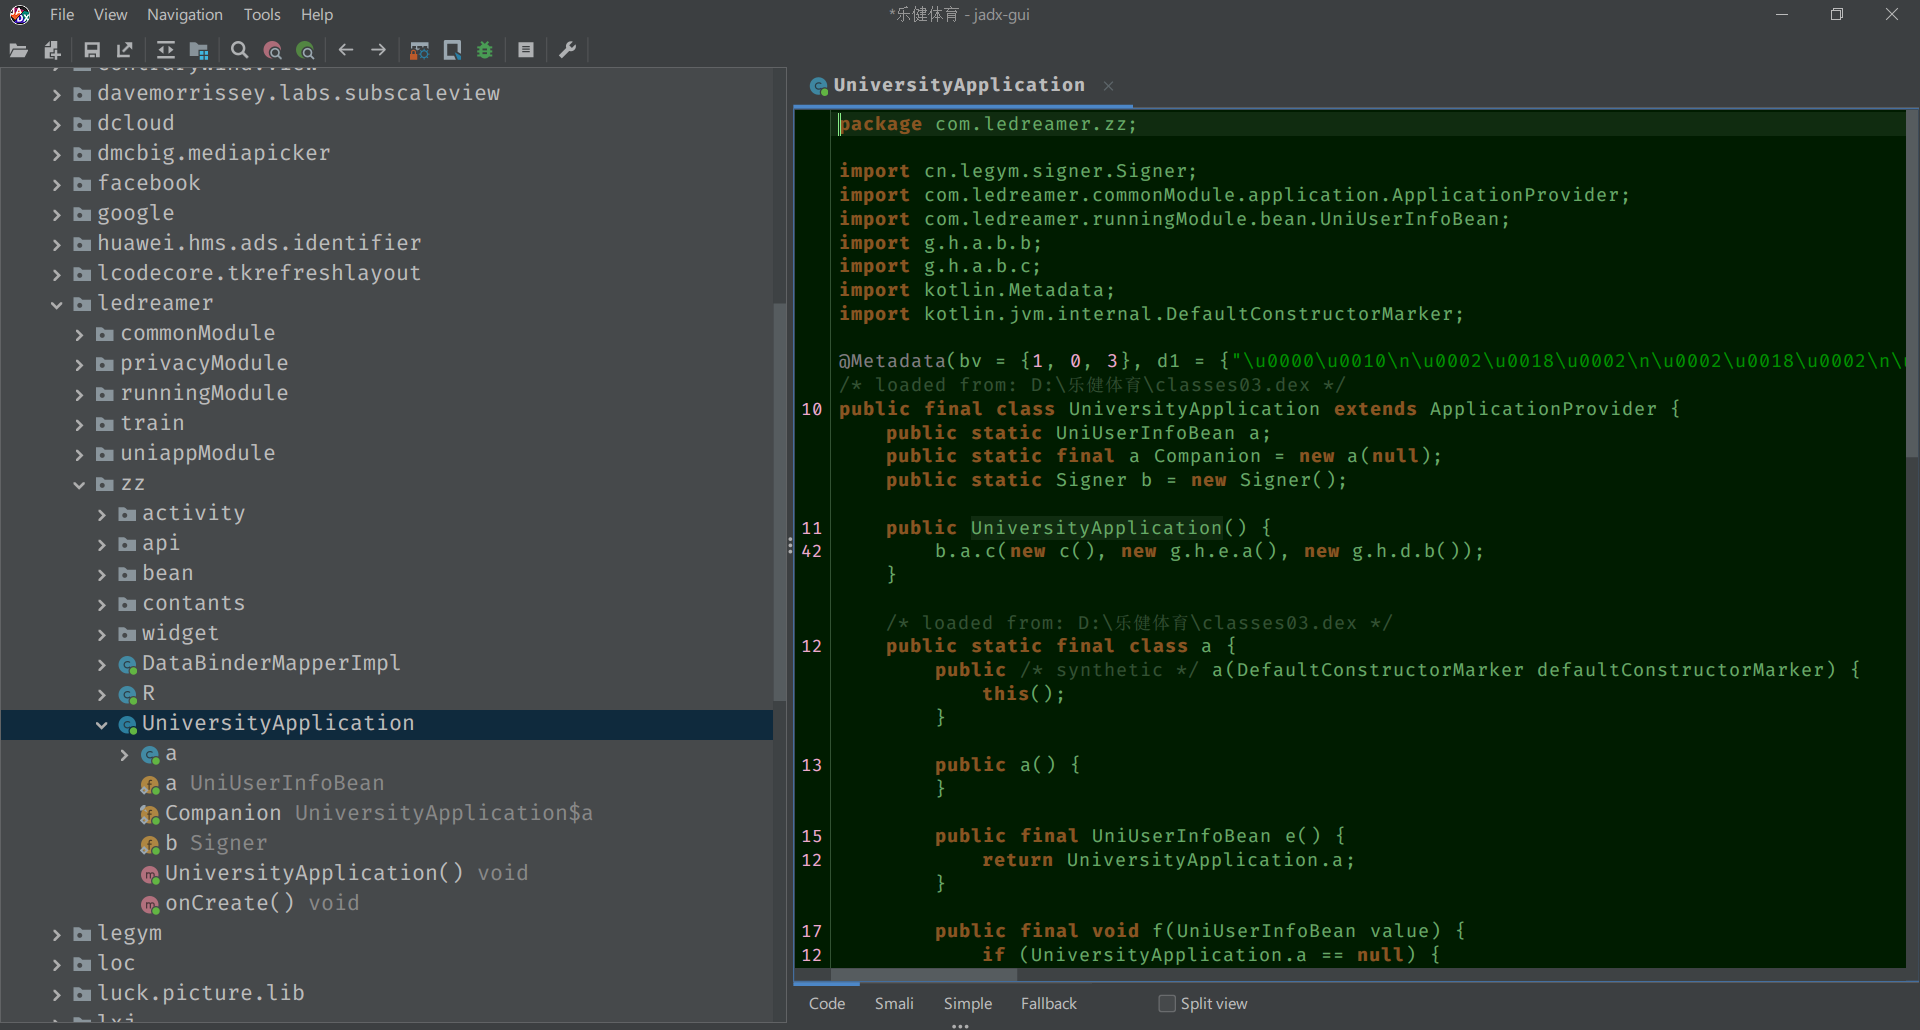 File View Navigation Tools Help
*乐健体育 - jadx-gui
davemorrissey.labs.subscaleview
dcloud
dmcbig.mediapicker
facebook
google
huawei.hms.ads.identifier
lcodecore.tkrefreshlayout
ledreamer
commonModule
privacyModule
runningModule
train
uniappModule
zz
activity
api
bean
contants
widget
DataBinderMapperImpl
R
UniversityApplication
a
a UniUserInfoBean
Companion UniversityApplication$a
b Signer
UniversityApplication() void
onCreate() void
legym
loc
luck.picture.lib
UniversityApplication
package com.ledreamer.zz;
import cn.legym.signer.Signer;
import com.ledreamer.commonModule.application.ApplicationProvider;
import com.ledreamer.runningModule.bean.UniUserInfoBean;
import g.h.a.b.b;
import g.h.a.b.c;
import kotlin.Metadata;
import kotlin.jvm.internal.DefaultConstructorMarker;
@Metadata(bv = {1, 0, 3}, d1 = {"\u0000\u0010\n\u0002\u0018\u0002\n\u0002\u0018\u0002\n\
/* loaded from: D:\乐健体育\classes03.dex */
10 public final class UniversityApplication extends ApplicationProvider {
public static UniUserInfoBean a;
public static final a Companion = new a(null);
public static Signer b = new Signer();
11 public UniversityApplication() {
42 b.a.c(new c(), new g.h.e.a(), new g.h.d.b());
}
/* loaded from: D:\乐健体育\classes03.dex */
12 public static final class a {
public /* synthetic */ a(DefaultConstructorMarker defaultConstructorMarker) {
this();
}
13 public a() {
}
15 public final UniUserInfoBean e() {
12 return UniversityApplication.a;
}
17 public final void f(UniUserInfoBean value) {
12 if (UniversityApplication.a == null) {
Code Smali Simple Fallback Split view